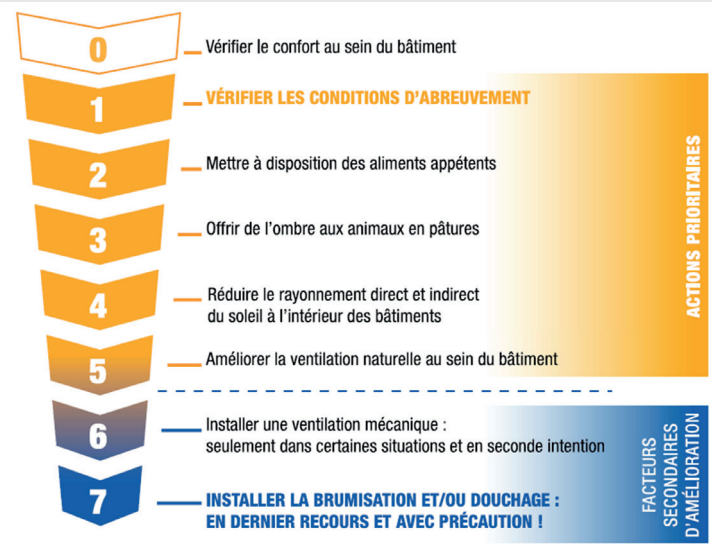 0
Vérifier le confort au sein du bâtiment
1
VÉRIFIER LES CONDITIONS D'ABREUVEMENT
2
Mettre à disposition des aliments appétents
3
Offrir de l'ombre aux animaux en pâtures
4
Réduire le rayonnement direct et indirect
du soleil à l'intérieur des bâtiments
5
Améliorer la ventilation naturelle au sein du bâtiment
ACTIONS PRIORITAIRES
6
Installer une ventilation mécanique :
seulement dans certaines situations et en seconde intention
7
INSTALLER LA BRUMISATION ET/OU DOUCHAGE :
EN DERNIER RECOURS ET AVEC PRÉCAUTION !
FACTEURS
SECONDAIRES
D'AMÉLIORATION